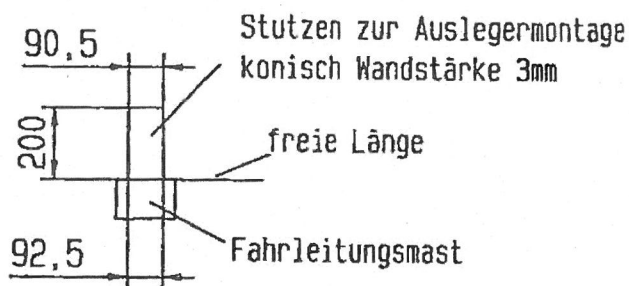 Stutzen zur Auslegermontage
90,5
konisch Wandstärke 3mm
200
freie Länge
Fahrleitungsmast
92,5